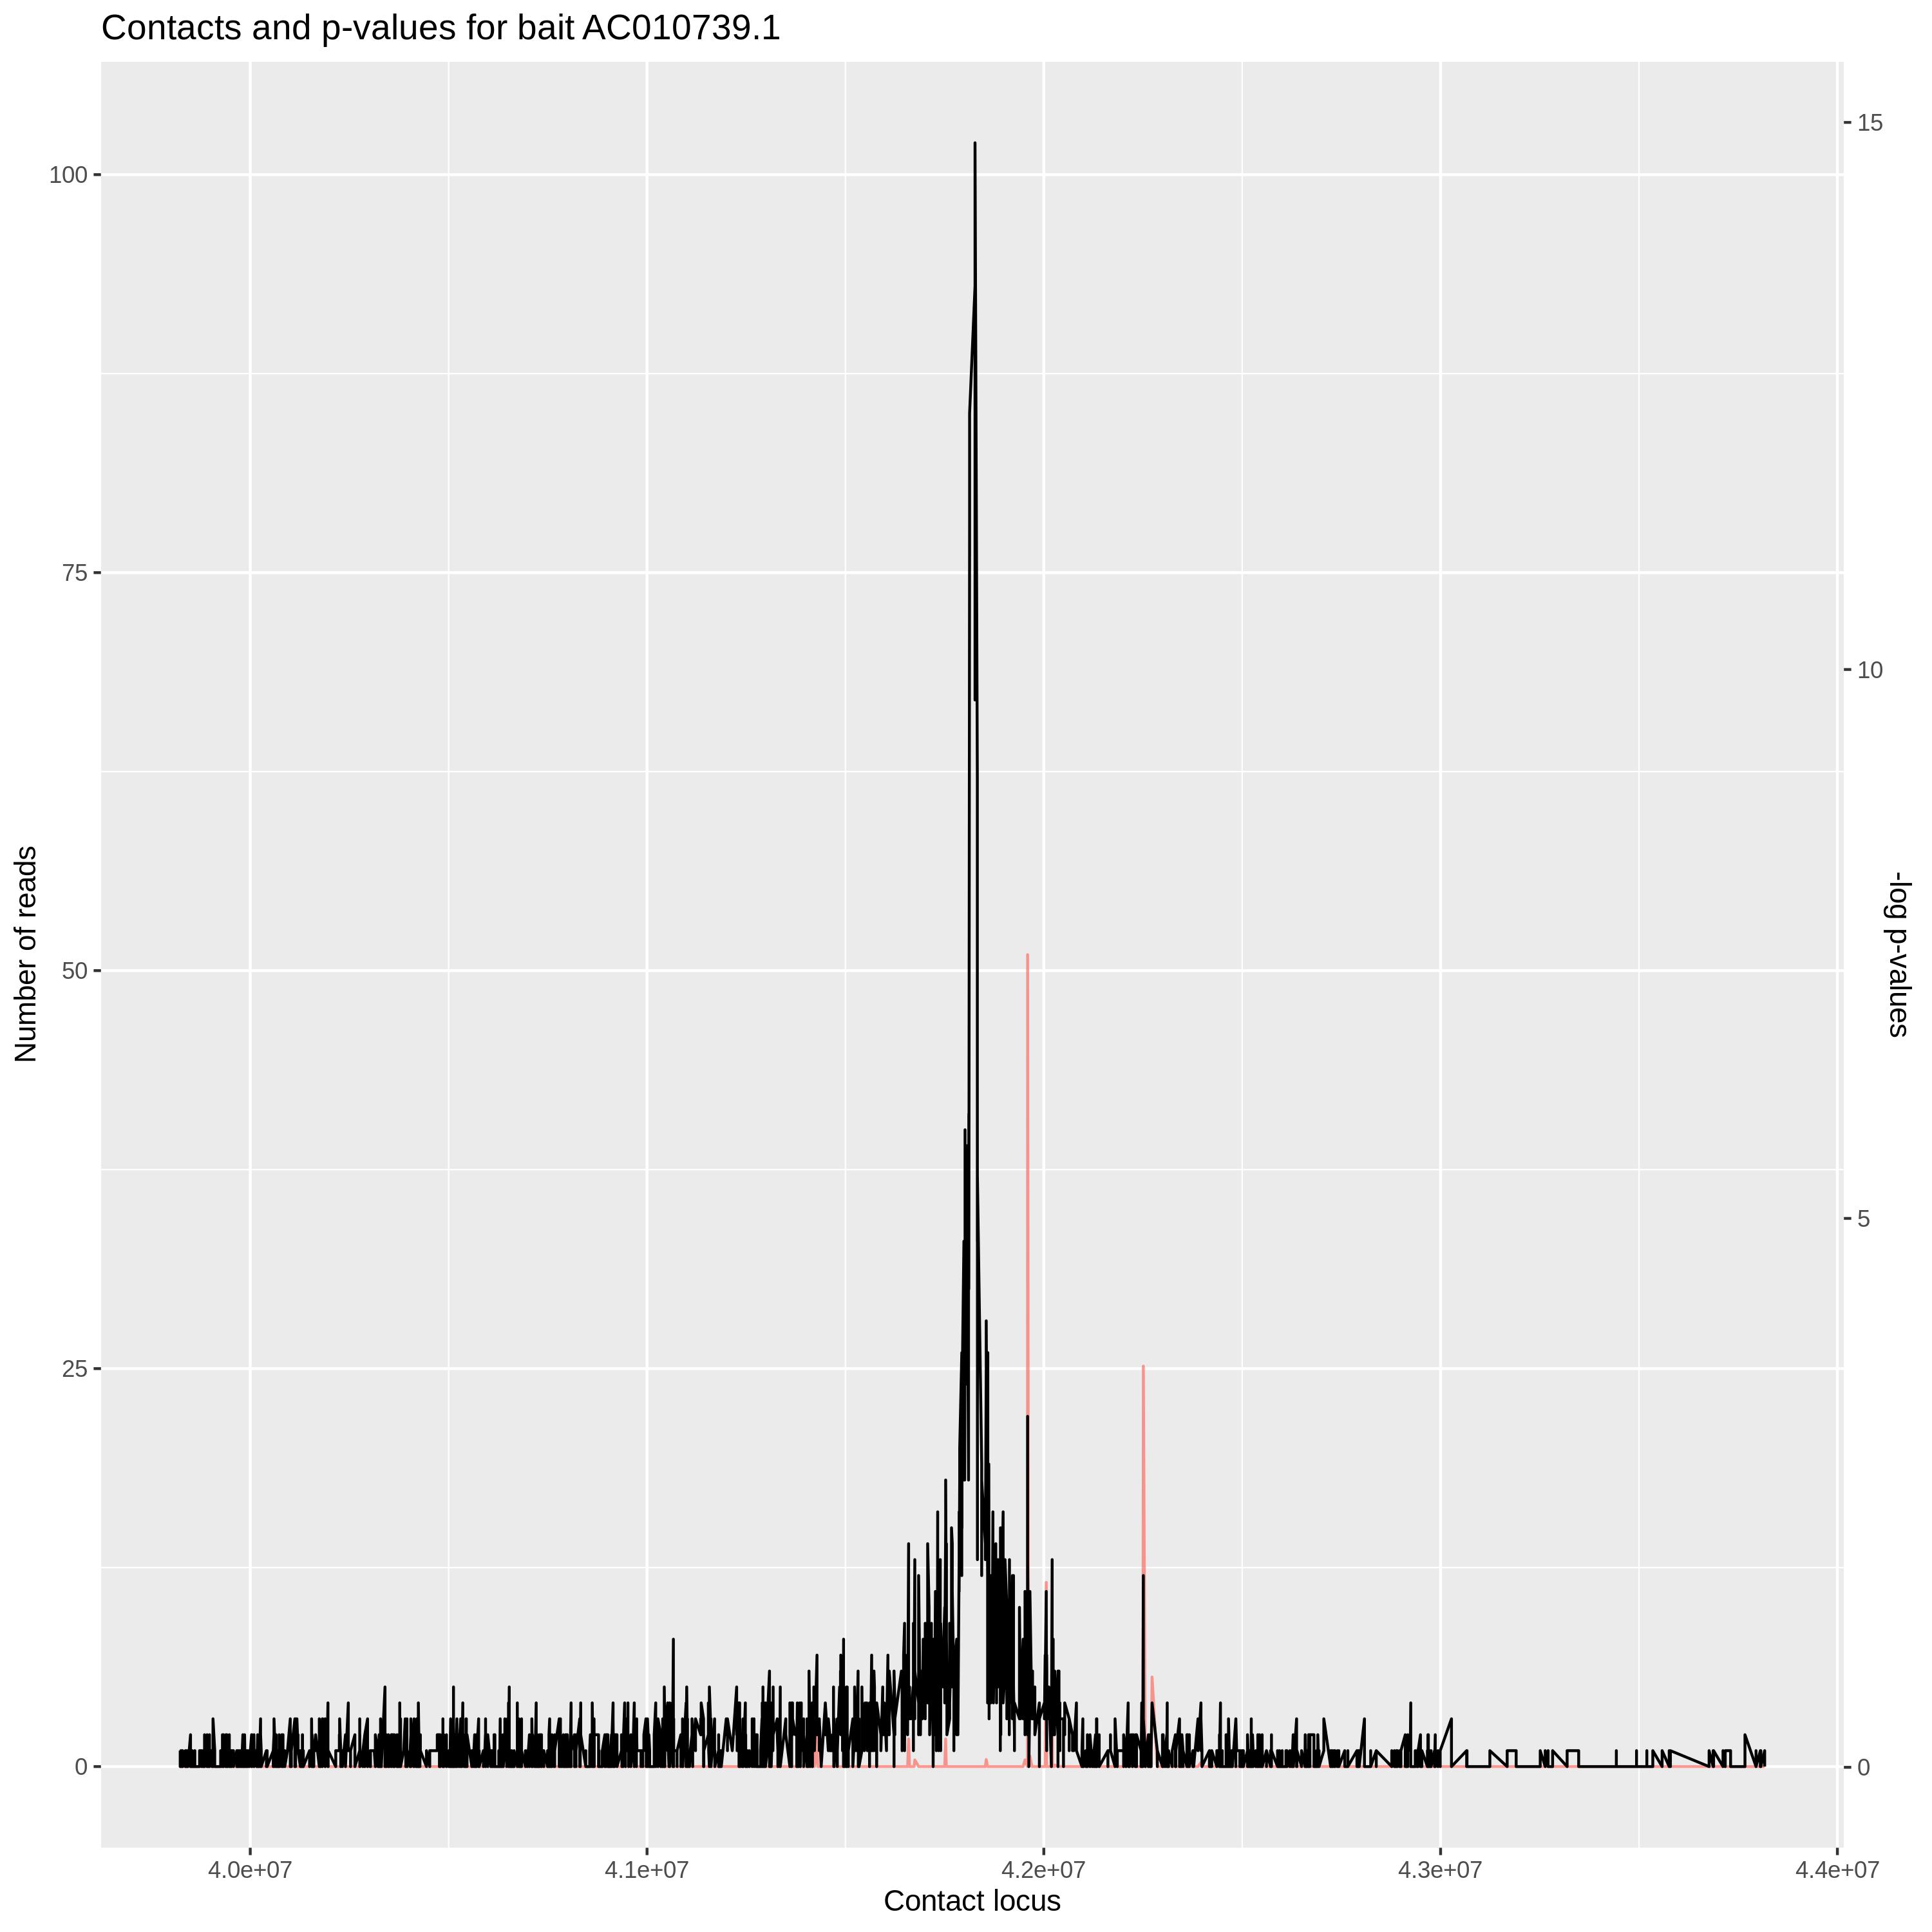 Contacts and p-values for bait AC010739.1
100
75
50
25
0
Number of reads
15
10
5
0
-log p-values
4.0e+07
4.1e+07
4.2e+07
4.3e+07
4.4e+07
Contact locus